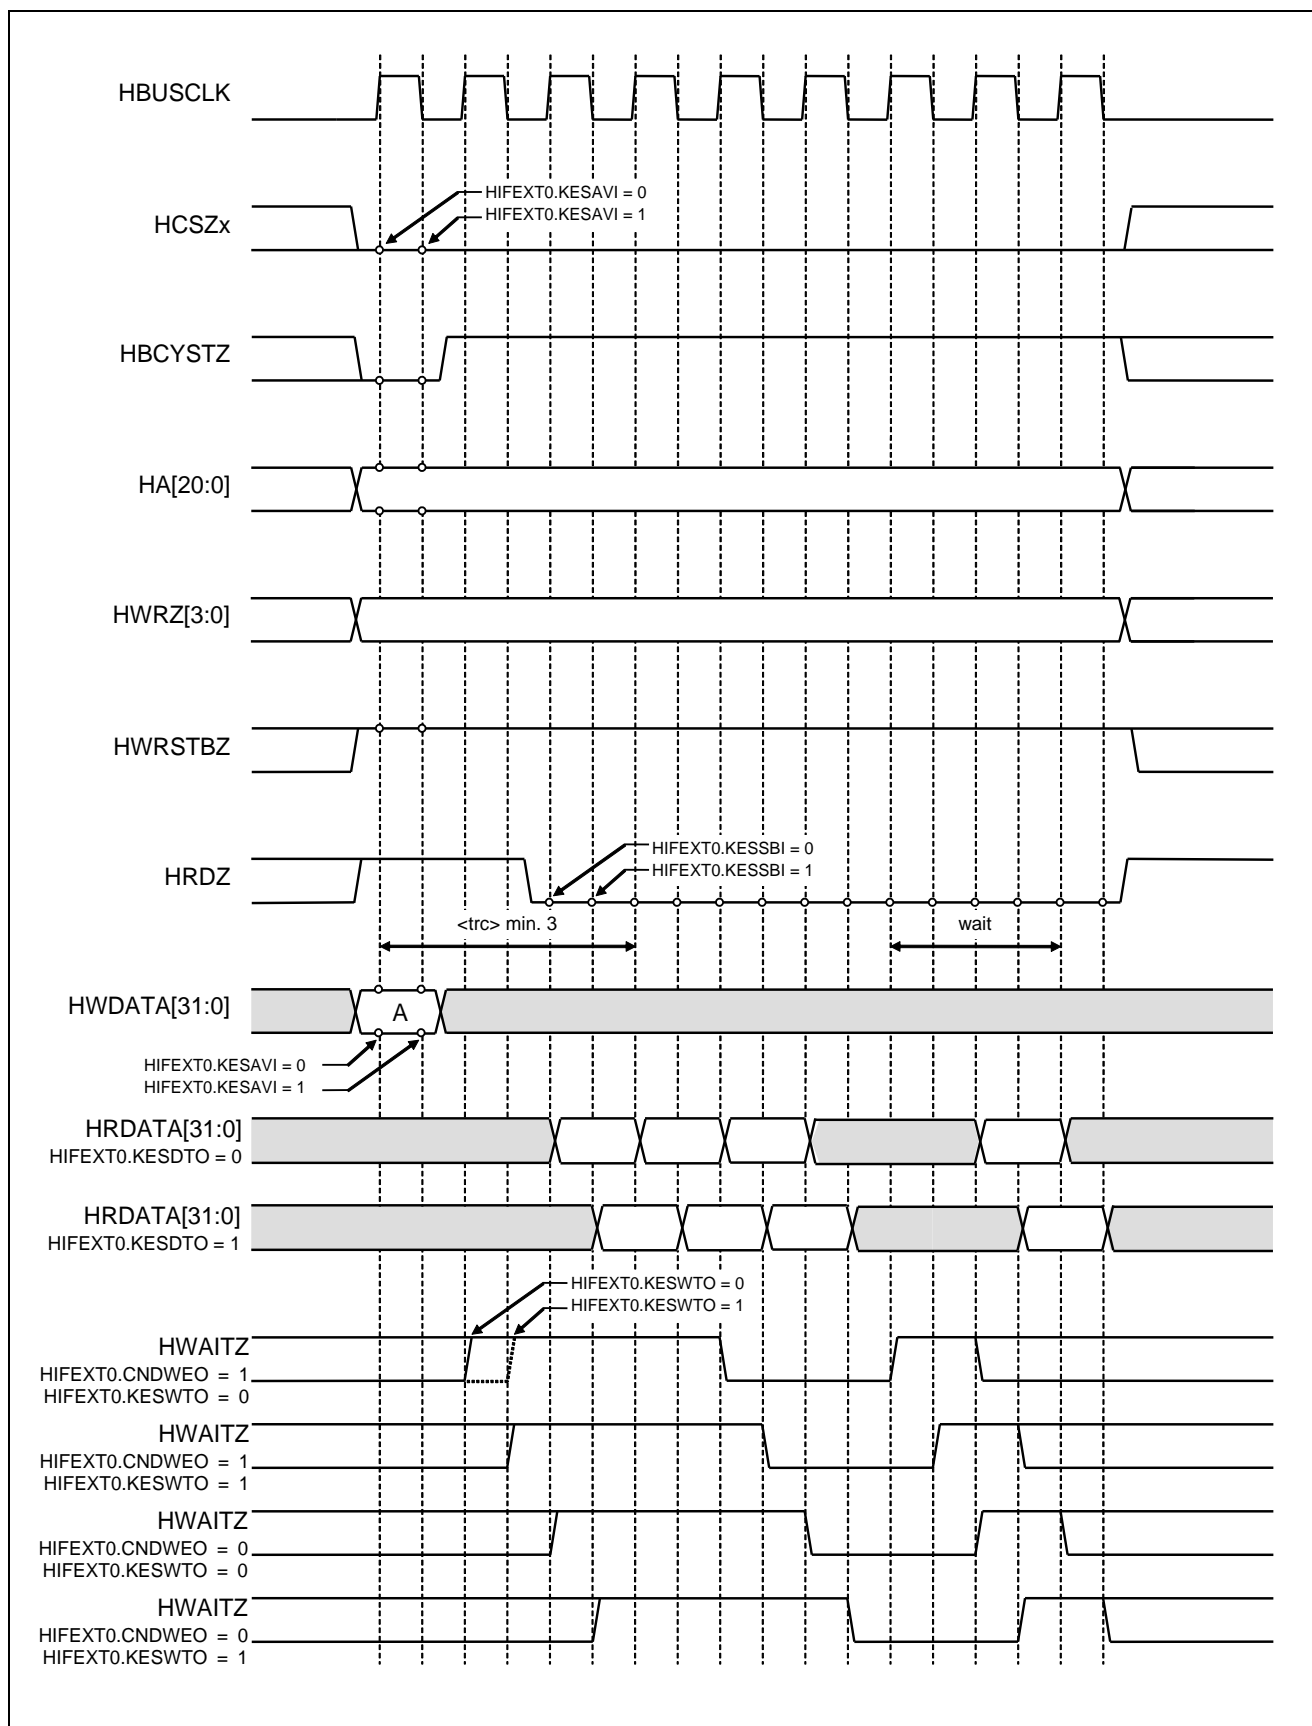 HBUSCLK
HIFEXT0.KESAVI = 0
HIFEXT0.KESAVI = 1
HCSZx
HBCYSTZ
HA[20:0]
HWRZ[3:0]
HWRSTBZ
HIFEXT0.KESSBI = 0
HIFEXT0.KESSBI = 1
HRDZ
<trc> min. 3
wait
HWDATA[31:0]
A
HIFEXT0.KESAVI = 0
HIFEXT0.KESAVI = 1
HRDATA[31:0]
HIFEXT0.KESDTO = 0
HRDATA[31:0]
HIFEXT0.KESDTO = 1
HIFEXT0.KESWTO = 0
HIFEXT0.KESWTO = 1
HWAITZ
HIFEXT0.CNDWEO = 1
HIFEXT0.KESWTO = 0
HWAITZ
HIFEXT0.CNDWEO = 1
HIFEXT0.KESWTO = 1
HWAITZ
HIFEXT0.CNDWEO = 0
HIFEXT0.KESWTO = 0
HWAITZ
HIFEXT0.CNDWEO = 0
HIFEXT0.KESWTO = 1